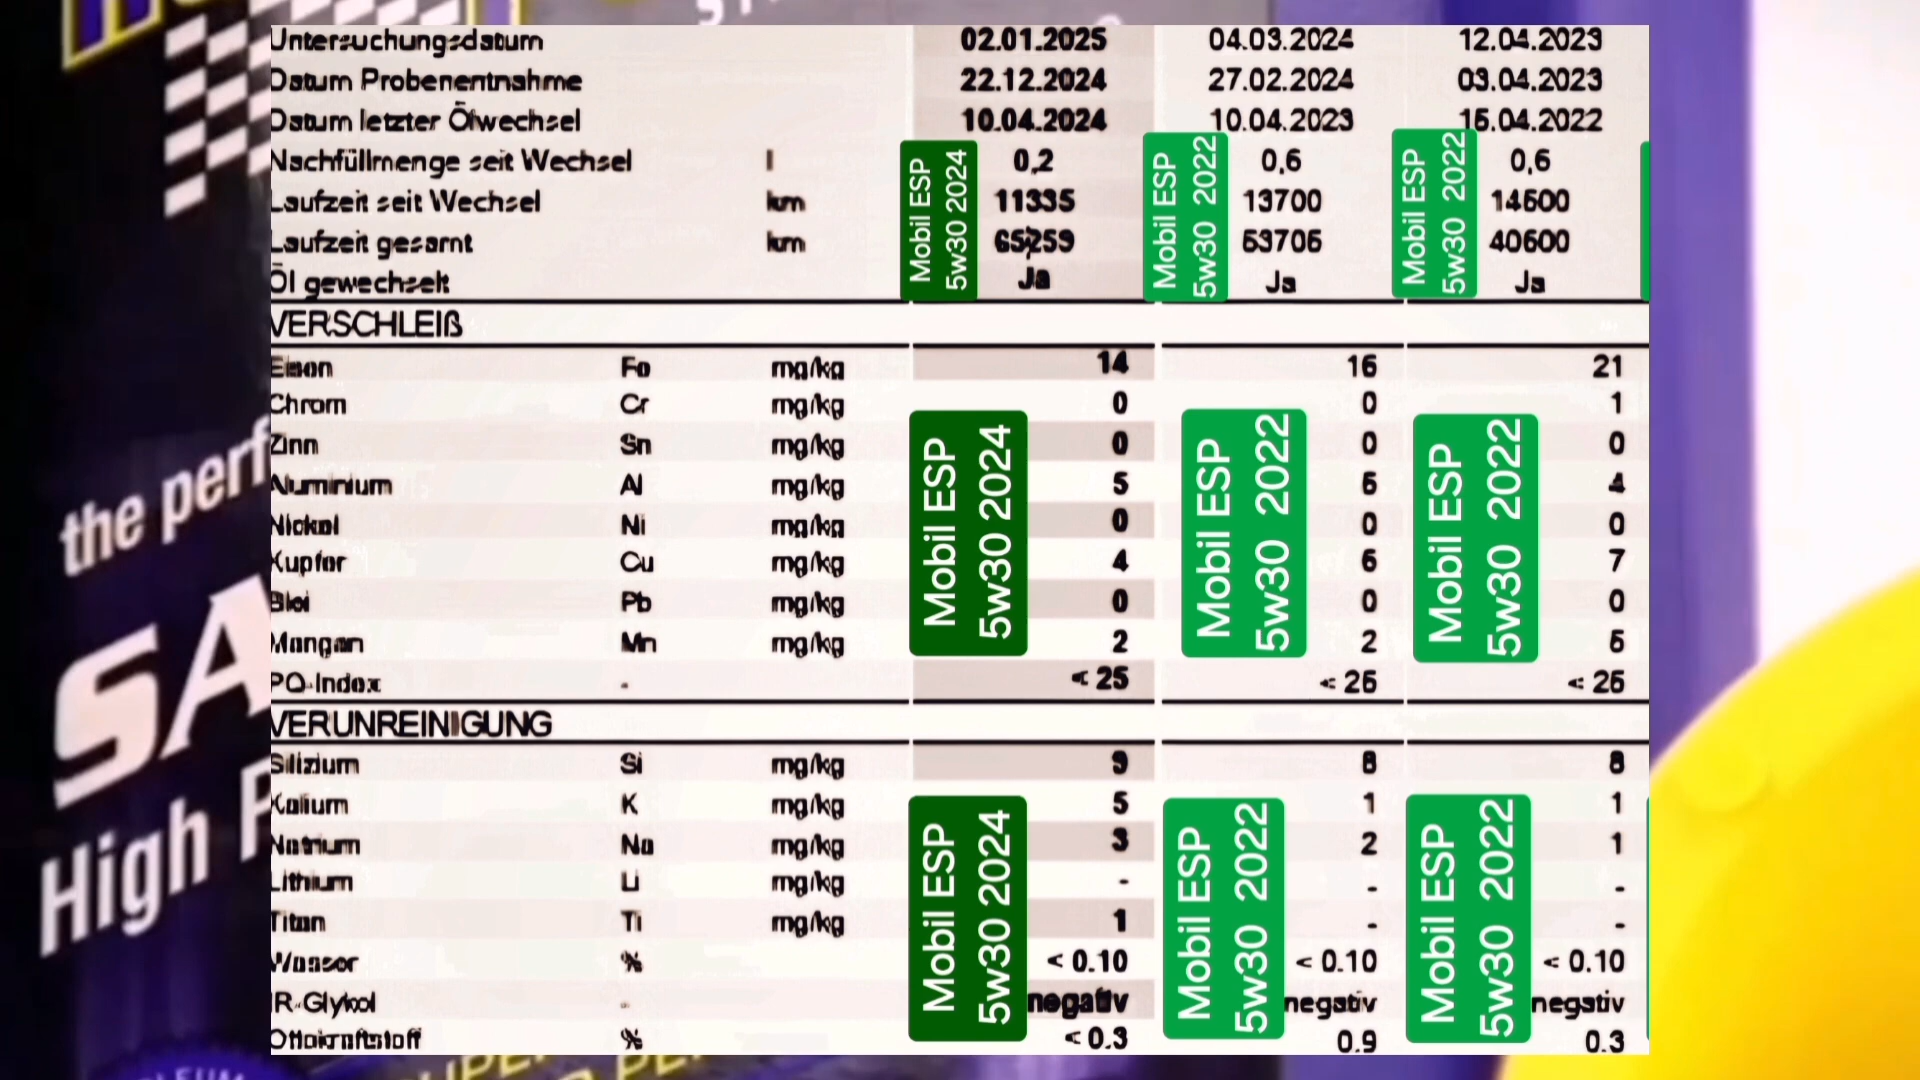 Untersuchungsdatum 02.01.2025 04.03.2024 12.04.2023
Datum Probenentnahme 22.12.2024 27.02.2024 03.04.2023
Datum letzter Ölwechsel 10.04.2024 10.04.2023 15.04.2022
Nachfüllmenge seit Wechsel l 0,2 0,6 0,6
Laufzeit seit Wechsel km 11335 13700 14600
Laufzeit gesamt km 65259 53706 40600
Öl gewechselt Ja Ja Ja
Mobil ESP
5w30 2024
Mobil ESP
5w30 2022
Mobil ESP
5w30 2022
VERSCHLEIß
Eisen Fe mg/kg 14 16 21
Chrom Cr mg/kg 0 0 1
Zinn Sn mg/kg 0 0 0
Aluminium Al mg/kg 5 5 4
Nickel Ni mg/kg 0 0 0
Kupfer Cu mg/kg 4 6 7
Blei Pb mg/kg 0 0 0
Mangan Mn mg/kg 2 2 5
PQ-Index - < 25 < 25 < 25
Mobil ESP
5w30 2024
Mobil ESP
5w30 2022
Mobil ESP
5w30 2022
VERUNREINIGUNG
Silizium Si mg/kg 9 8 8
Kalium K mg/kg 5 1 1
Natrium Na mg/kg 3 2 1
Lithium Li mg/kg - - -
Titan Ti mg/kg 1 - -
Wasser % < 0.10 < 0.10 < 0.10
IR-Glykol - negativ negativ negativ
Ottokraftstoff % < 0.3 0.9 0.3
Mobil ESP
5w30 2024
Mobil ESP
5w30 2022
Mobil ESP
5w30 2022
the perf
SA
High P